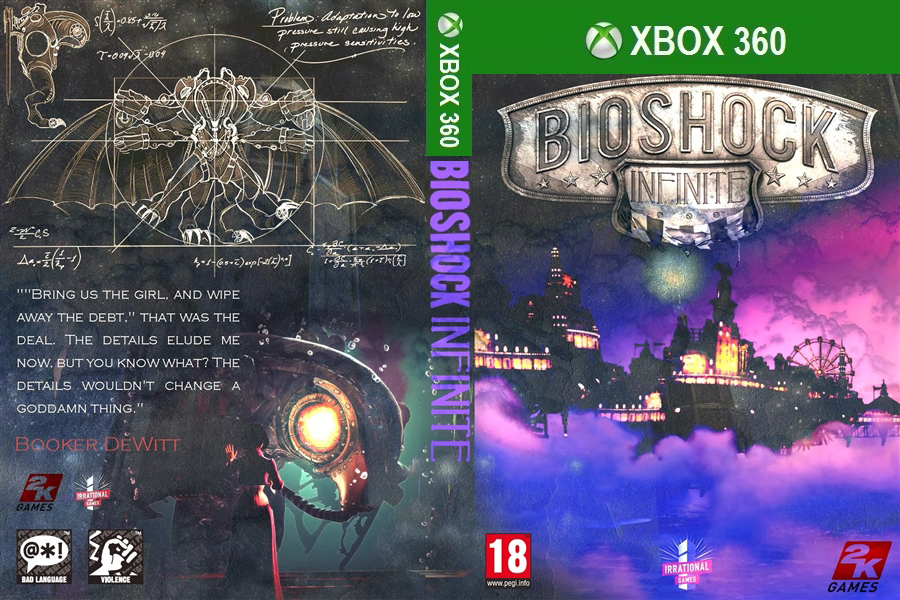 Problem: Adaptation to low
pressure still causing high
pressure sensitivities.
""Bring us the girl, and wipe
away the debt," that was the
deal. The details elude me
now, but you know what? The
details wouldn't change a
goddamn thing."
Booker DeWitt
2K
GAMES
IRRATIONAL
GAMES
@*!
BAD LANGUAGE
VIOLENCE
XBOX 360
BIOSHOCK INFINITE
XBOX 360
BIOSHOCK
INFINITE
18
www.pegi.info
IRRATIONAL
GAMES
2K
GAMES